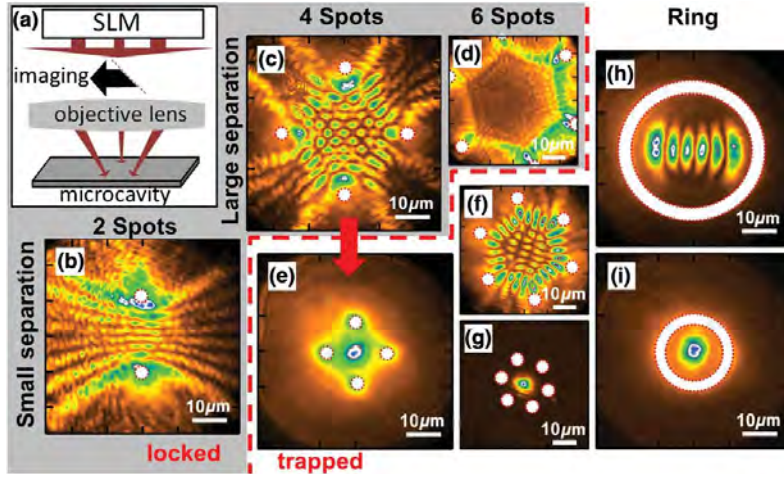 4 Spots
6 Spots
Ring
(a)
SLM
imaging
objective lens
microcavity
Large separation
(c)
10µm
(d)
10µm
(h)
10µm
2 Spots
Small separation
(b)
10µm
locked
(e)
10µm
trapped
(f)
10µm
(g)
10µm
(i)
10µm